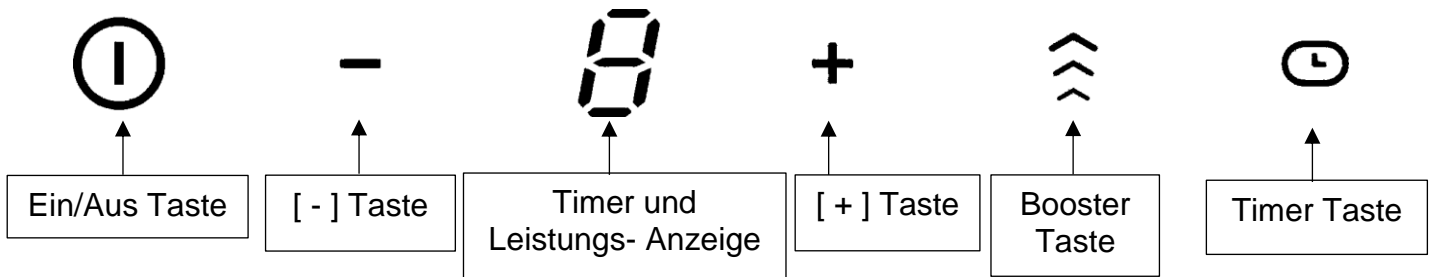 Ein/Aus Taste
[ - ] Taste
Timer und
Leistungs- Anzeige
[ + ] Taste
Booster
Taste
Timer Taste